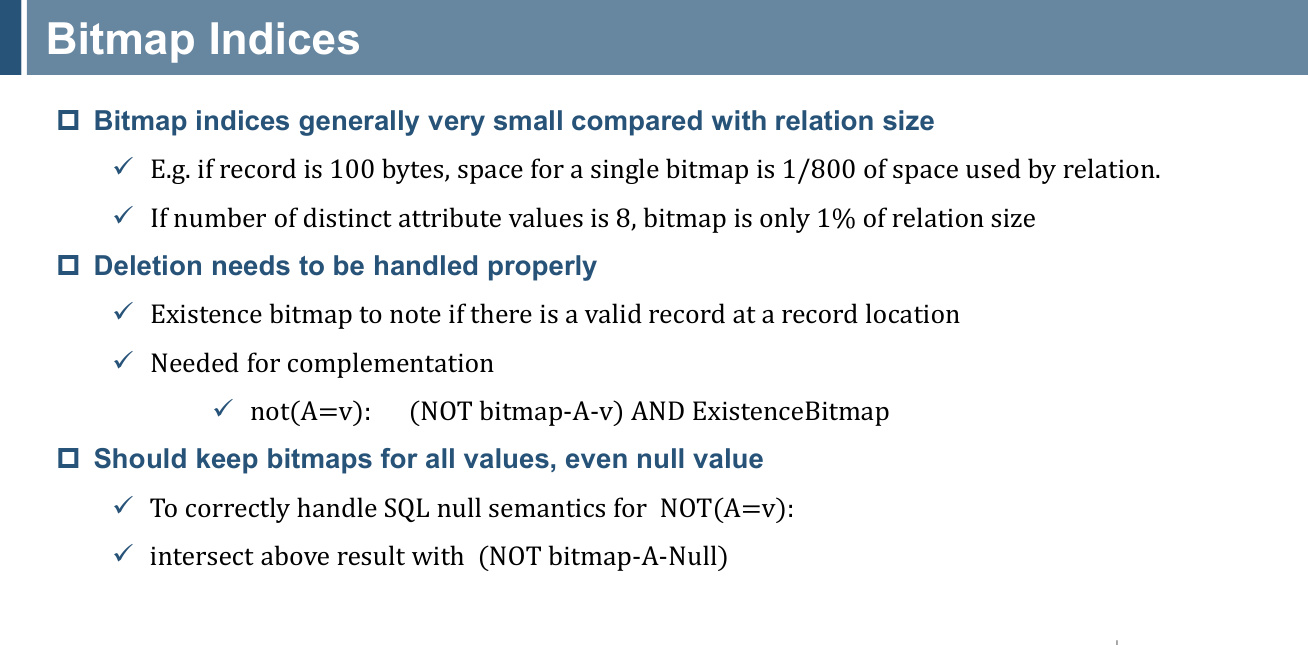 Bitmap Indices
Bitmap indices generally very small compared with relation size
E.g. if record is 100 bytes, space for a single bitmap is 1/800 of space used by relation.
If number of distinct attribute values is 8, bitmap is only 1% of relation size
Deletion needs to be handled properly
Existence bitmap to note if there is a valid record at a record location
Needed for complementation
not(A=v): (NOT bitmap-A-v) AND ExistenceBitmap
Should keep bitmaps for all values, even null value
To correctly handle SQL null semantics for NOT(A=v):
intersect above result with (NOT bitmap-A-Null)